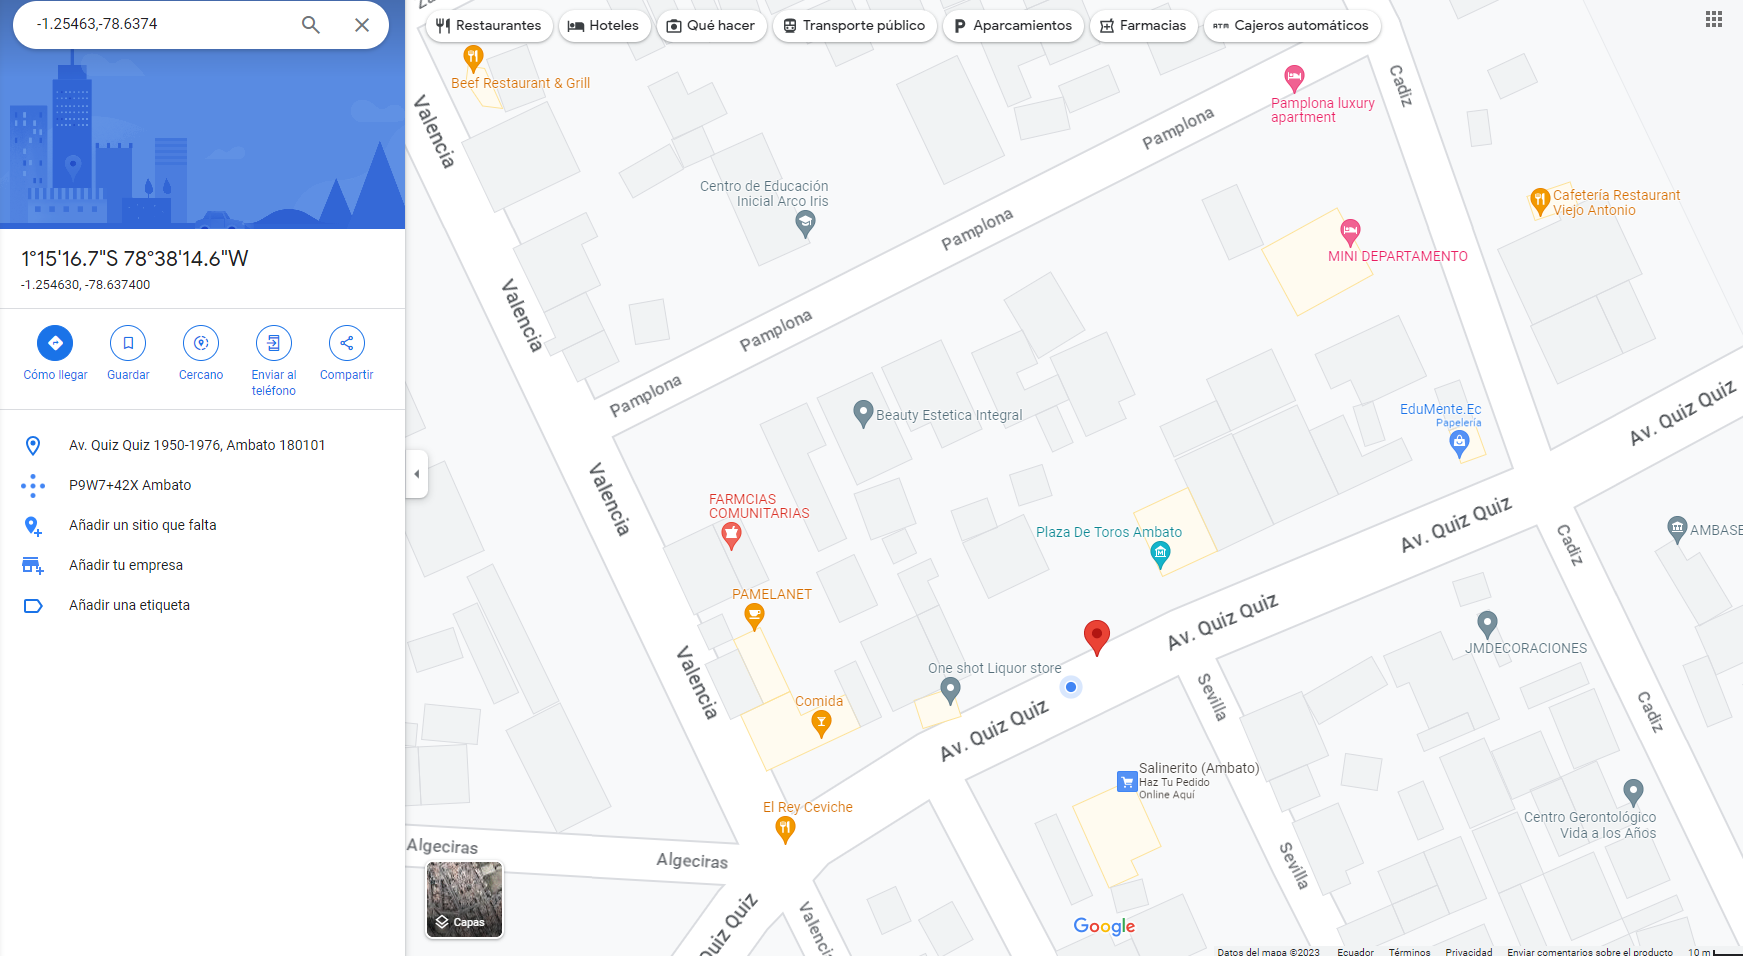 -1.25463,-78.6374
Restaurantes
Hoteles
Qué hacer
Transporte público
Aparcamientos
Farmacias
Cajeros automáticos
1°15'16.7"S 78°38'14.6"W
-1.254630, -78.637400
Cómo llegar
Guardar
Cercano
Enviar al
teléfono
Compartir
Av. Quiz Quiz 1950-1976, Ambato 180101
P9W7+42X Ambato
Añadir un sitio que falta
Añadir tu empresa
Añadir una etiqueta
Beef Restaurant & Grill
Valencia
Cadiz
Pamplona luxury
apartment
Pamplona
Centro de Educación
Inicial Arco Iris
Cafetería Restaurant
Viejo Antonio
Pamplona
MINI DEPARTAMENTO
Valencia
Pamplona
Pamplona
Beauty Estetica Integral
EduMente.Ec
Papelería
Av. Quiz Quiz
Valencia
FARMCIAS
COMUNITARIAS
Plaza De Toros Ambato
Av. Quiz Quiz
Cadiz
AMBASE
PAMELANET
Av. Quiz Quiz
JMDECORACIONES
Valencia
One shot Liquor store
Sevilla
Cadiz
Comida
Av. Quiz Quiz
Salinerito (Ambato)
Haz Tu Pedido
Online Aquí
El Rey Ceviche
Centro Gerontológico
Vida a los Años
Algeciras
Algeciras
Sevilla
Capas
Quiz Quiz
Valencia
Google
Datos del mapa ©2023
Ecuador
Términos
Privacidad
Enviar comentarios sobre el producto
10 m